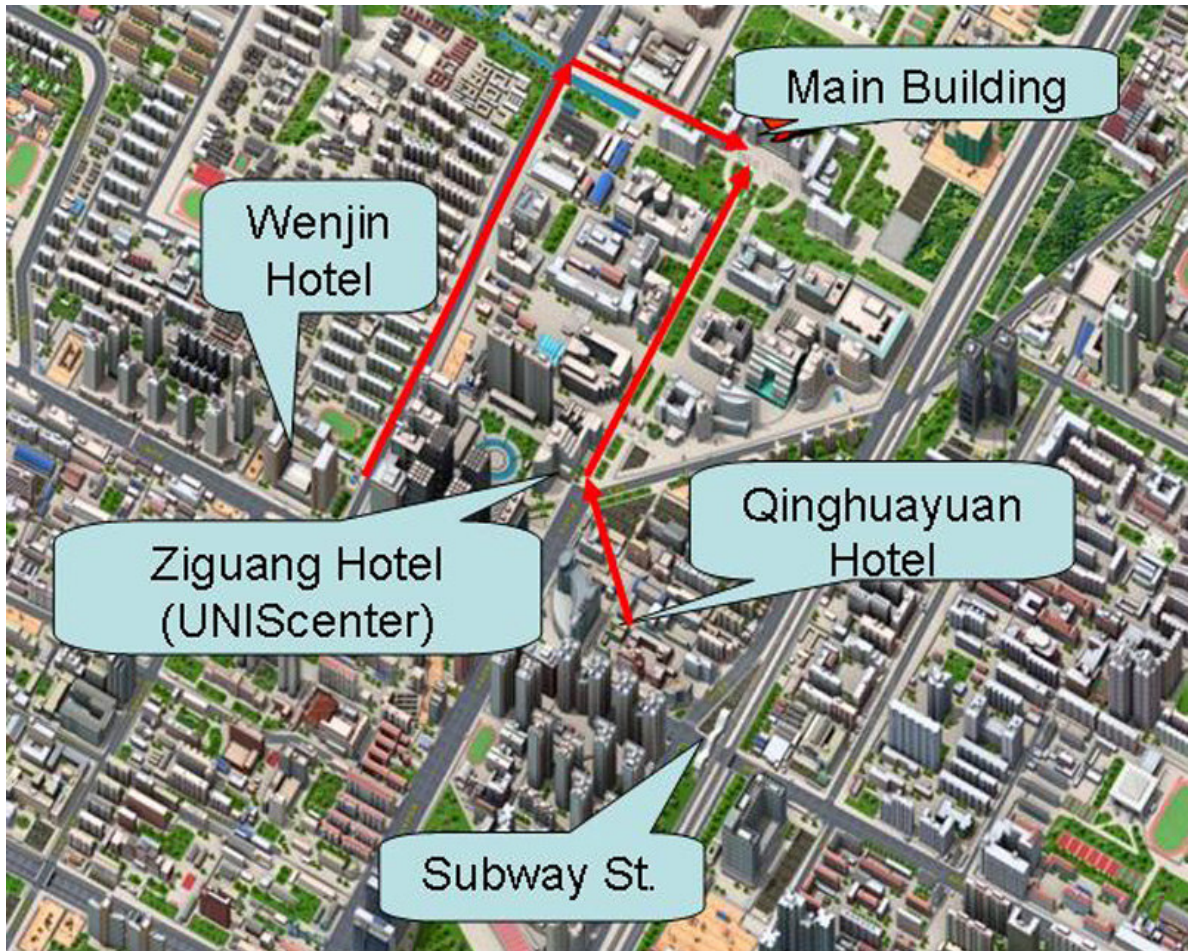 Main Building
Wenjin
Hotel
Qinghuayuan
Hotel
Ziguang Hotel
(UNIScenter)
Subway St.